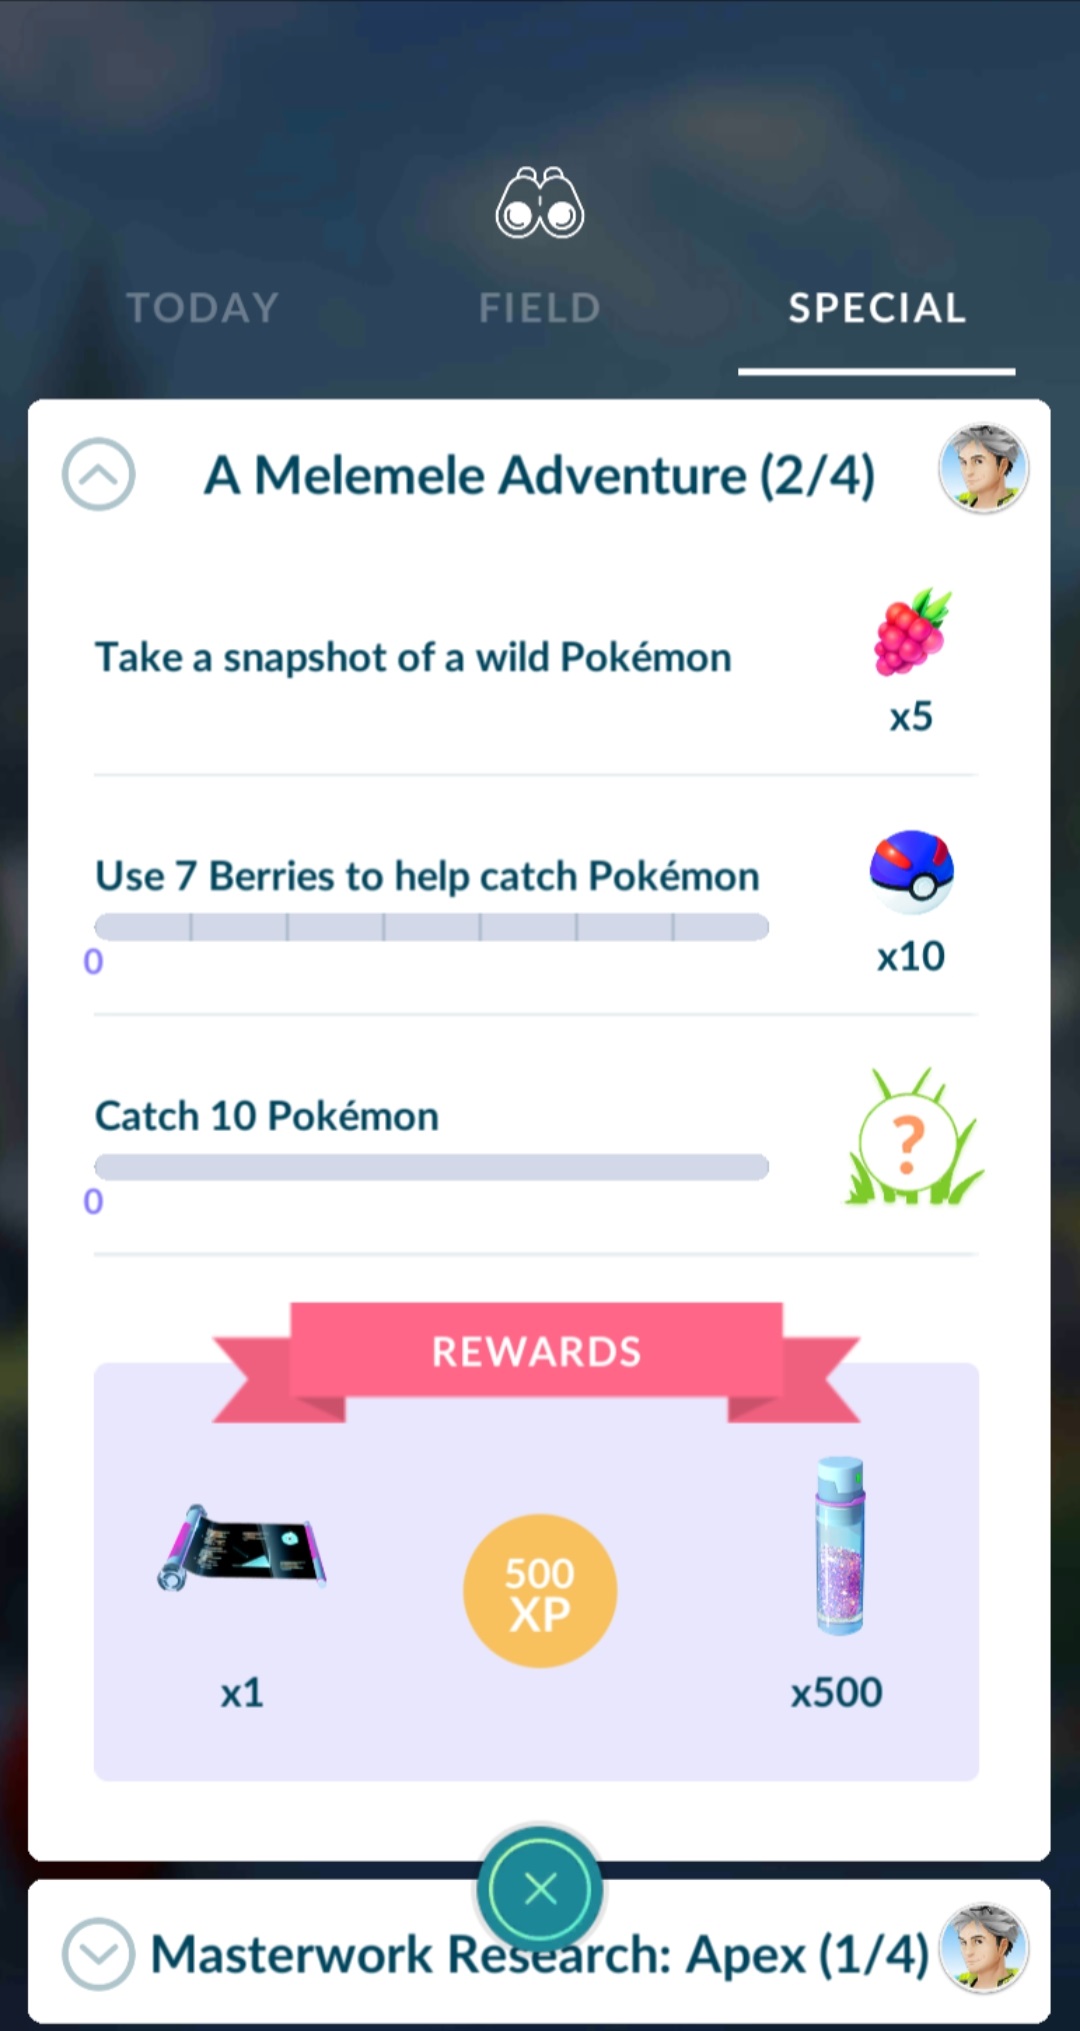 TODAY
FIELD
SPECIAL
A Melemele Adventure (2/4)
Take a snapshot of a wild Pokémon
x5
Use 7 Berries to help catch Pokémon
0
x10
Catch 10 Pokémon
?
0
REWARDS
500
XP
x1
x500
Masterwork Research: Apex (1/4)